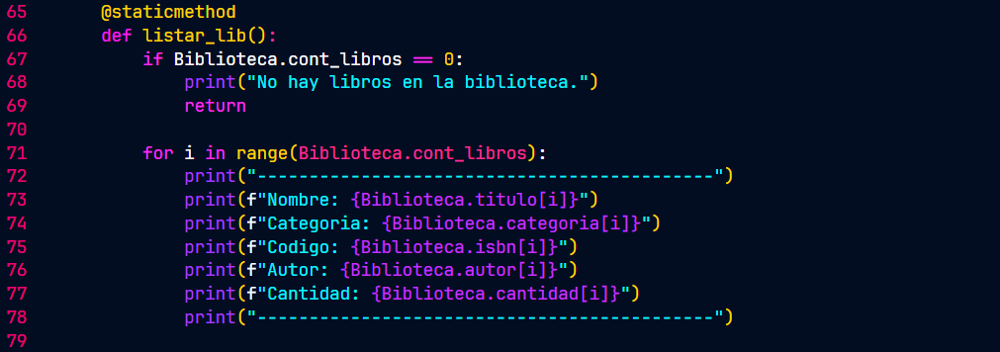 65 @staticmethod
66 def listar_lib():
67 if Biblioteca.cont_libros == 0:
68 print("No hay libros en la biblioteca.")
69 return
70
71 for i in range(Biblioteca.cont_libros):
72 print("--------------------------------------------")
73 print(f"Nombre: {Biblioteca.titulo[i]}")
74 print(f"Categoria: {Biblioteca.categoria[i]}")
75 print(f"Codigo: {Biblioteca.isbn[i]}")
76 print(f"Autor: {Biblioteca.autor[i]}")
77 print(f"Cantidad: {Biblioteca.cantidad[i]}")
78 print("--------------------------------------------")
79